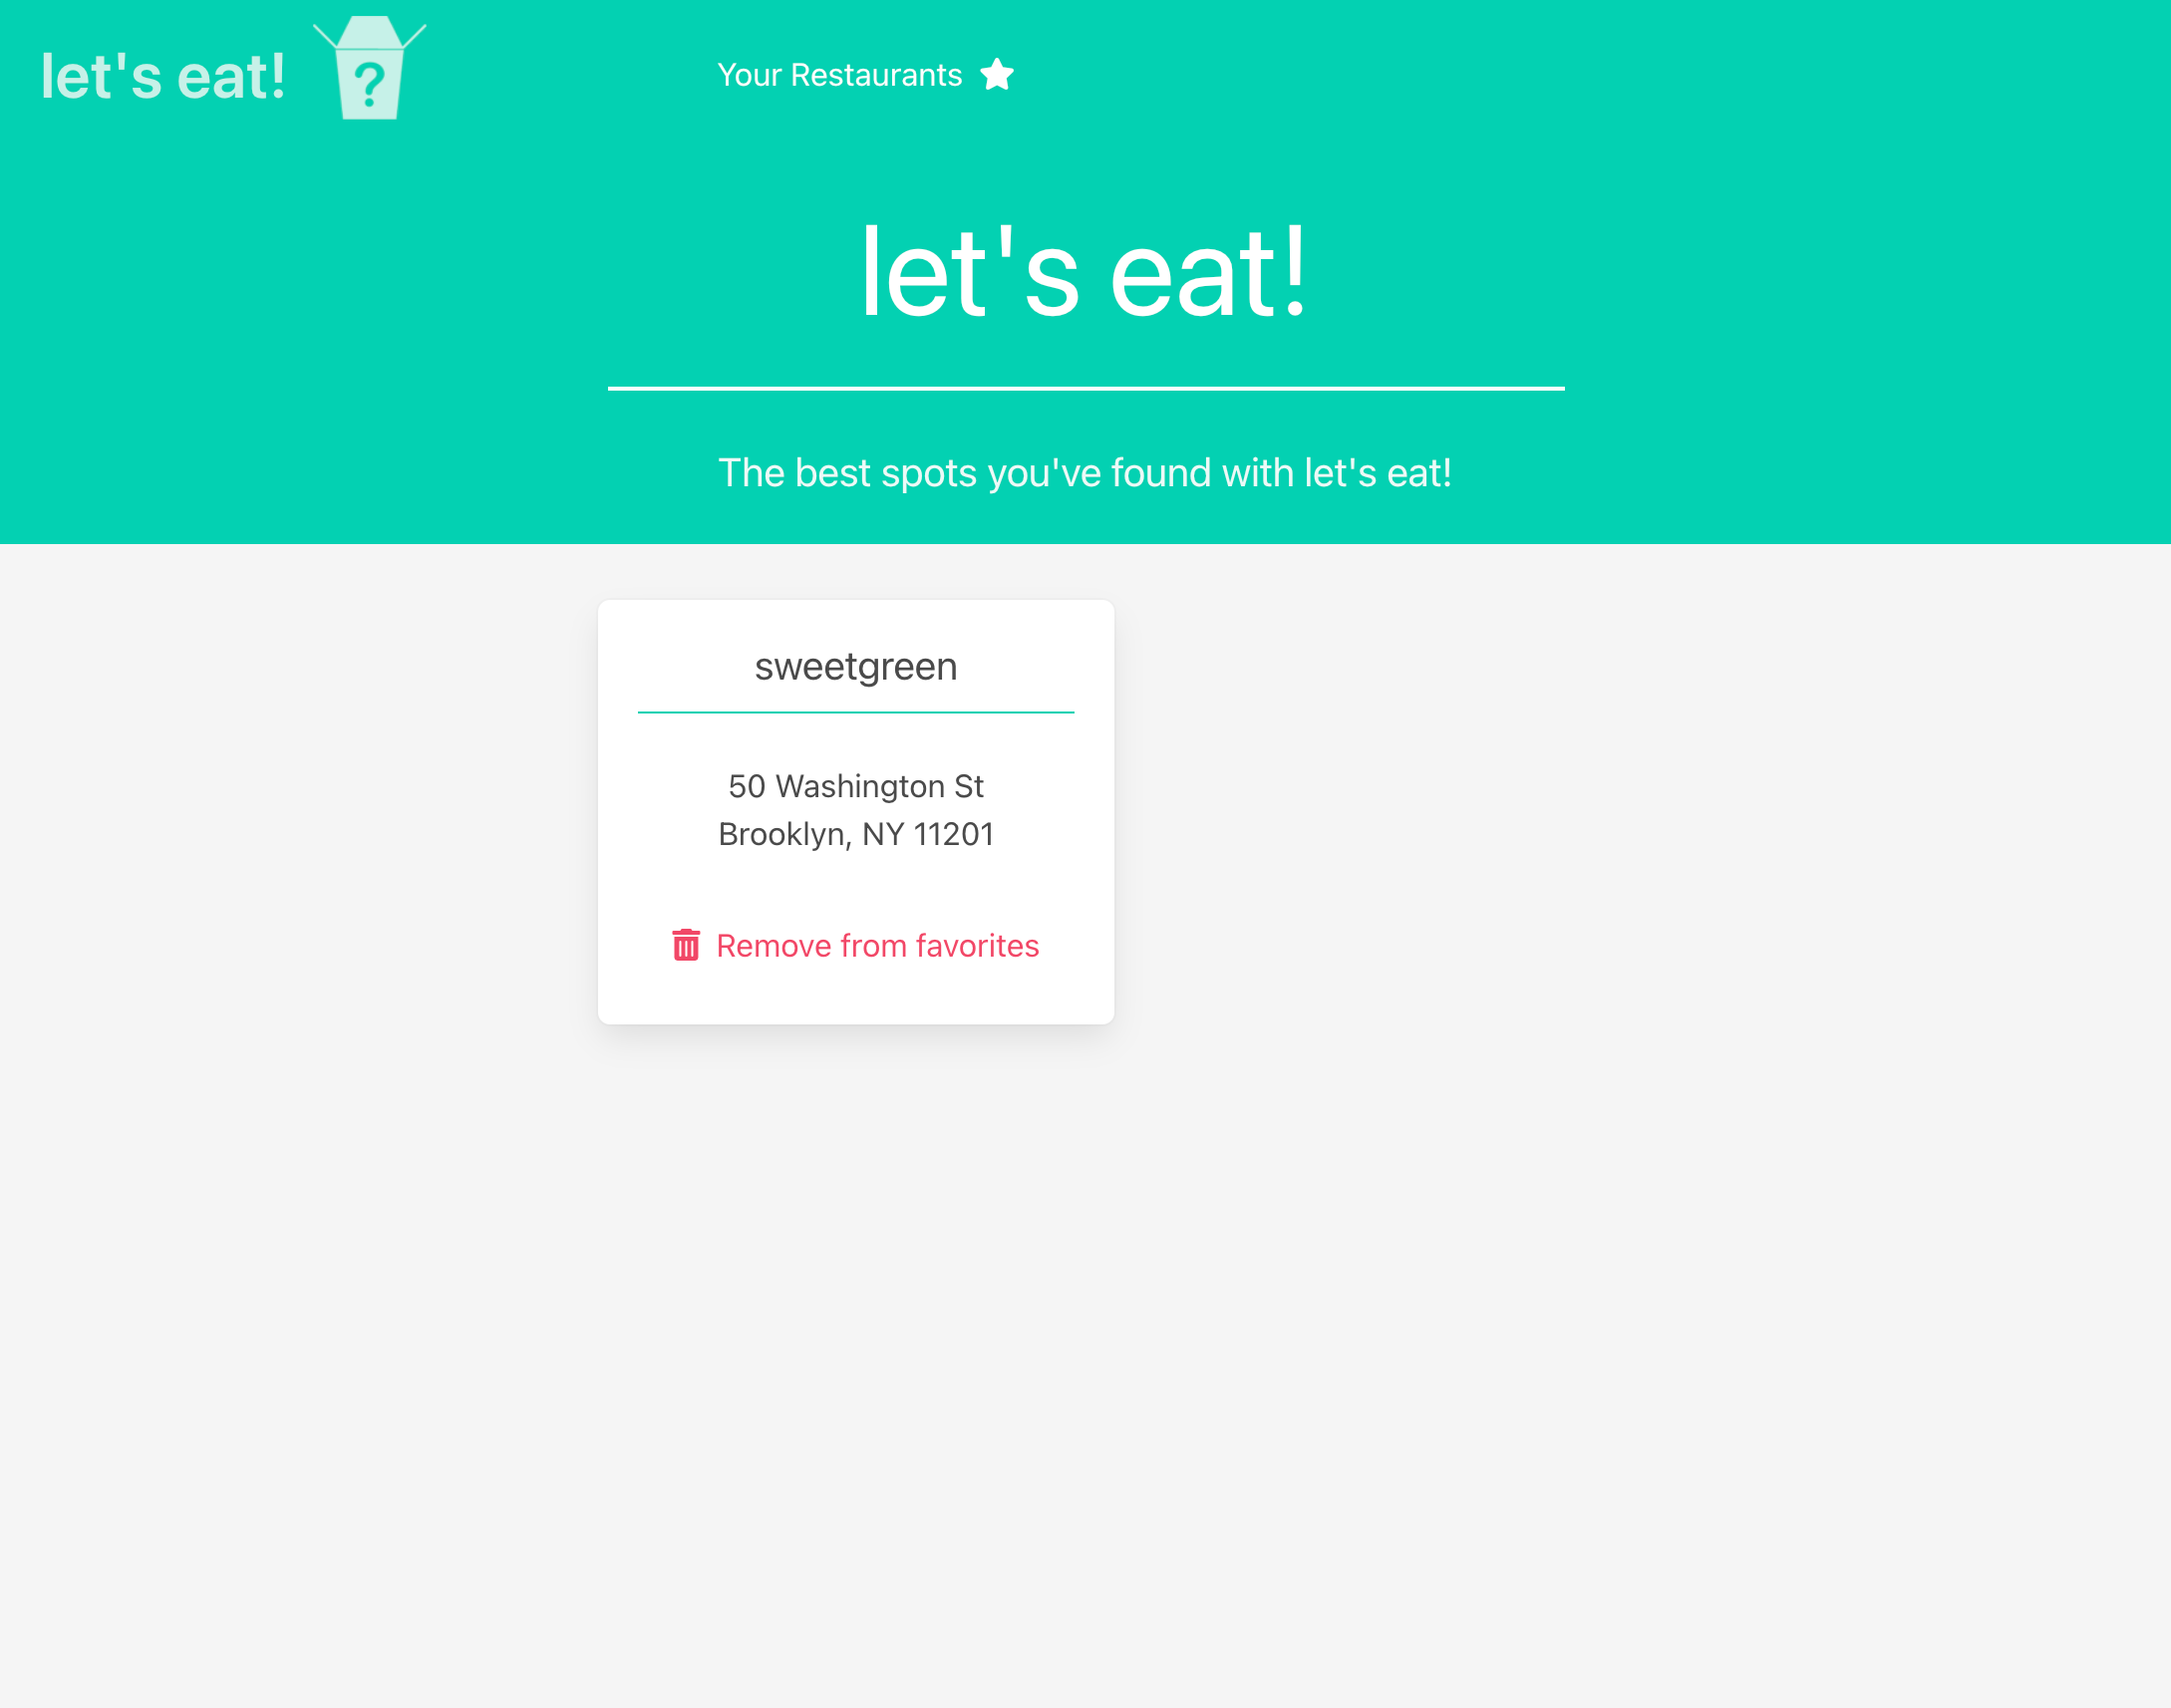 let's eat!
?
Your Restaurants
let's eat!
The best spots you've found with let's eat!
sweetgreen
50 Washington St
Brooklyn, NY 11201
Remove from favorites